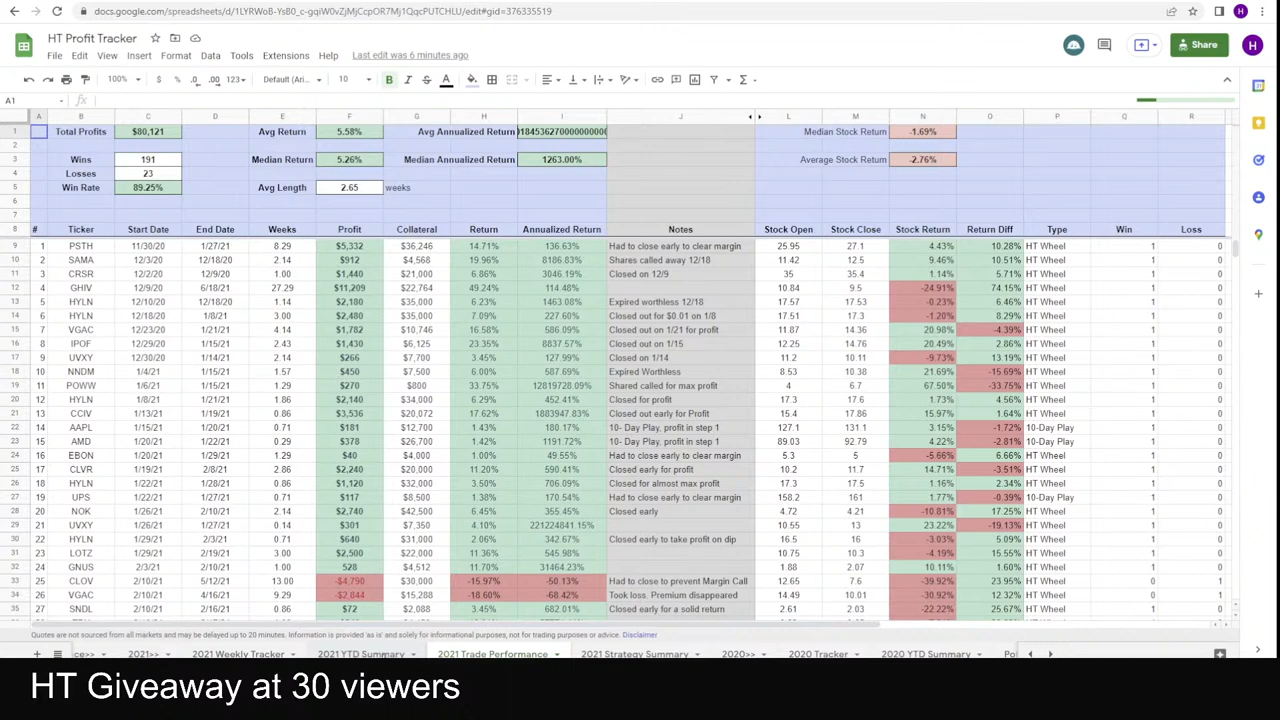 docs.google.com/spreadsheets/d/1LYRWoB-YsB0_c-gqiW0vZjMjCcpOR7Mj1QqcPUTCHLU/edit#gid=376335519
H
HT Profit Tracker
File Edit View Insert Format Data Tools Extensions Help Last edit was 6 minutes ago
Share
H
100% $ % .0 .00 123 Default (Ari... 10 B I S A
A1 fx
A B C D E F G H I J L M N O P Q R
1 Total Profits $80,121 Avg Return 5.58% Avg Annualized Return Median Stock Return -1.69%
2
3 Wins 191 Median Return 5.26% Median Annualized Return 1263.00% Average Stock Return -2.76%
4 Losses 23
5 Win Rate 89.25% Avg Length 2.65 weeks
6
7
8 # Ticker Start Date End Date Weeks Profit Collateral Return Annualized Return Notes Stock Open Stock Close Stock Return Return Diff Type Win Loss
9 1 PSTH 11/30/20 1/27/21 8.29 $5,332 $36,246 14.71% 136.63% Had to close early to clear margin 25.95 27.1 4.43% 10.28% HT Wheel 1 0
10 2 SAMA 12/3/20 12/18/20 2.14 $912 $4,568 19.96% 8186.83% Shares called away 12/18 11.42 12.5 9.46% 10.51% HT Wheel 1 0
11 3 CRSR 12/2/20 12/9/20 1.00 $1,440 $21,000 6.86% 3046.19% Closed on 12/9 35 35.4 1.14% 5.71% HT Wheel 1 0
12 4 GHIV 12/9/20 6/18/21 27.29 $11,209 $22,764 49.24% 114.48% 10.84 9.5 -24.91% 74.15% HT Wheel 1 0
13 5 HYLN 12/10/20 12/18/20 1.14 $2,180 $35,000 6.23% 1463.08% Expired worthless 12/18 17.57 17.53 -0.23% 6.46% HT Wheel 1 0
14 6 HYLN 12/18/20 1/8/21 3.00 $2,480 $35,000 7.09% 227.60% Closed out for $0.01 on 1/8 17.51 17.3 -1.20% 8.29% HT Wheel 1 0
15 7 VGAC 12/23/20 1/21/21 4.14 $1,782 $10,746 16.58% 586.09% Closed out on 1/21 for profit 11.87 14.36 20.98% -4.39% HT Wheel 1 0
16 8 IPOF 12/29/20 1/15/21 2.43 $1,430 $6,125 23.35% 8837.57% Closed out on 1/15 12.25 14.76 20.49% 2.86% HT Wheel 1 0
17 9 UVXY 12/30/20 1/14/21 2.14 $266 $7,700 3.45% 127.99% Closed on 1/14 11.2 10.11 -9.73% 13.19% HT Wheel 1 0
18 10 NNDM 1/4/21 1/15/21 1.57 $450 $7,500 6.00% 587.69% Expired Worthless 8.53 10.38 21.69% -15.69% HT Wheel 1 0
19 11 POWW 1/6/21 1/15/21 1.29 $270 $800 33.75% 12819728.09% Shared called for max profit 4 6.7 67.50% -33.75% HT Wheel 1 0
20 12 HYLN 1/8/21 1/21/21 1.86 $2,140 $34,000 6.29% 452.41% Closed for profit 17.3 17.6 1.73% 4.56% HT Wheel 1 0
21 13 CCIV 1/13/21 1/19/21 0.86 $3,536 $20,072 17.62% 1883947.83% Closed out early for Profit 15.4 17.86 15.97% 1.64% HT Wheel 1 0
22 14 AAPL 1/15/21 1/20/21 0.71 $181 $12,700 1.43% 180.17% 10- Day Play, profit in step 1 127.1 131.1 3.15% -1.72% 10-Day Play 1 0
23 15 AMD 1/20/21 1/22/21 0.29 $378 $26,700 1.42% 1191.72% 10- Day Play, profit in step 1 89.03 92.79 4.22% -2.81% 10-Day Play 1 0
24 16 EBON 1/20/21 1/29/21 1.29 $40 $4,000 1.00% 49.55% Had to close early to clear margin 5.3 5 -5.66% 6.66% HT Wheel 1 0
25 17 CLVR 1/19/21 2/8/21 2.86 $2,240 $20,000 11.20% 590.41% Closed early for profit 10.2 11.7 14.71% -3.51% HT Wheel 1 0
26 18 HYLN 1/22/21 1/28/21 0.86 $1,120 $32,000 3.50% 706.09% Closed for almost max profit 17.3 17.5 1.16% 2.34% HT Wheel 1 0
27 19 UPS 1/22/21 1/27/21 0.71 $117 $8,500 1.38% 170.54% Had to close early to clear margin 158.2 161 1.77% -0.39% 10-Day Play 1 0
28 20 NOK 1/26/21 2/10/21 2.14 $2,740 $42,500 6.45% 355.45% Closed early 4.72 4.21 -10.81% 17.25% HT Wheel 1 0
29 21 UVXY 1/26/21 1/27/21 0.14 $301 $7,350 4.10% 221224841.15% 10.55 13 23.22% -19.13% HT Wheel 1 0
30 22 HYLN 1/29/21 2/3/21 0.71 $640 $31,000 2.06% 342.67% Closed early to take profit on dip 16.5 16 -3.03% 5.09% HT Wheel 1 0
31 23 LOTZ 1/29/21 2/19/21 3.00 $2,500 $22,000 11.36% 545.98% 10.75 10.3 -4.19% 15.55% HT Wheel 1 0
32 24 GNUS 2/3/21 2/10/21 1.00 528 $4,512 11.70% 31464.23% 1.88 2.07 10.11% 1.60% HT Wheel 1 0
33 25 CLOV 2/10/21 5/12/21 13.00 -$4,790 $30,000 -15.97% -50.13% Had to close to prevent Margin Call 12.65 7.6 -39.92% 23.95% HT Wheel 0 1
34 26 VGAC 2/10/21 4/16/21 9.29 -$2,844 $15,288 -18.60% -68.42% Took loss. Premium disappeared 14.49 10.01 -30.92% 12.32% HT Wheel 0 1
35 27 SNDL 2/10/21 2/16/21 0.86 $72 $2,088 3.45% 682.01% Closed early for a solid return 2.61 2.03 -22.22% 25.67% HT Wheel 1 0
Quotes are not sourced from all markets and may be delayed up to 20 minutes. Information is provided 'as is' and solely for informational purposes, not for trading purposes or advice. Disclaimer
2021>> 2021 Weekly Tracker 2021 YTD Summary 2021 Trade Performance 2021 Strategy Summary 2020>> 2020 Tracker 2020 YTD Summary
HT Giveaway at 30 viewers